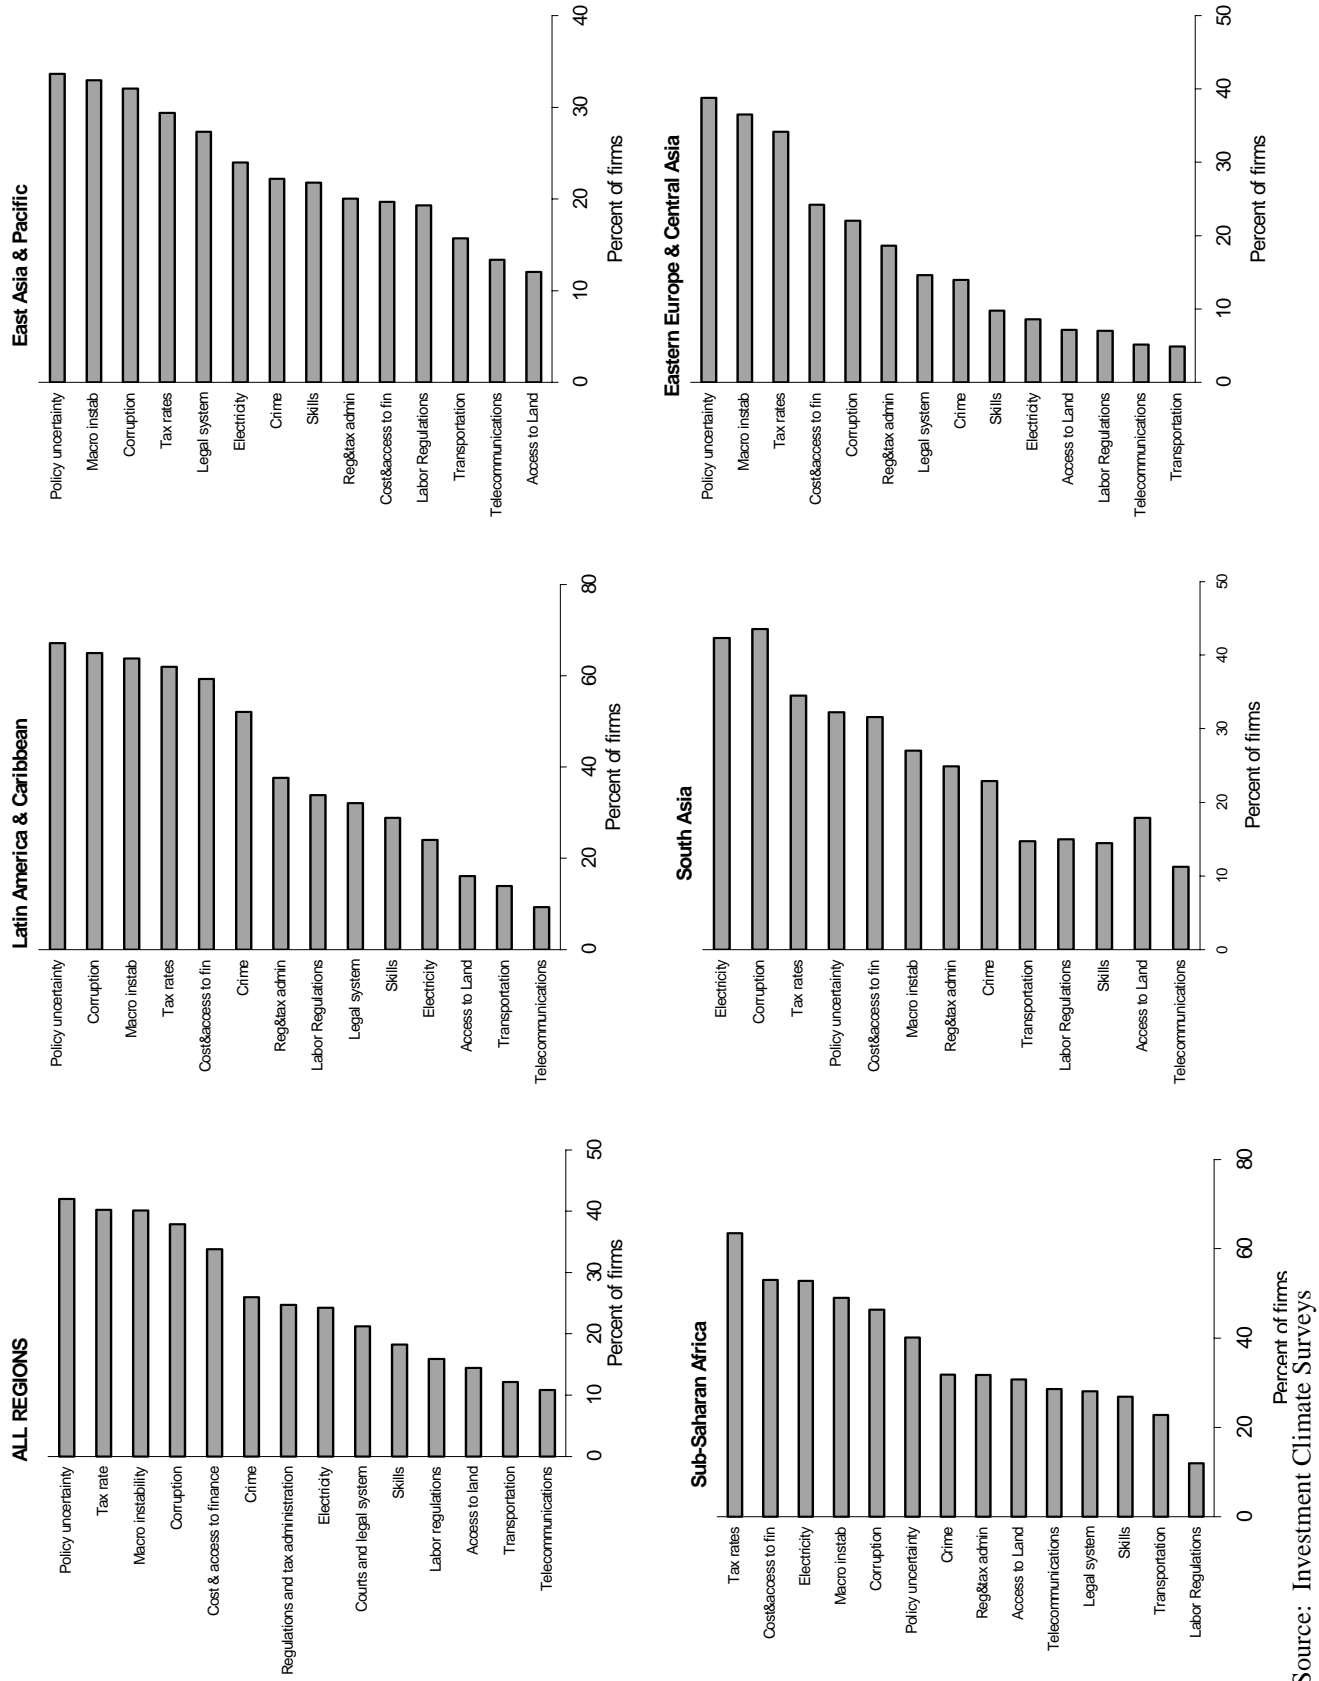 ALL REGIONS
Policy uncertainty
Tax rate
Macro instability
Corruption
Cost & access to finance
Crime
Regulations and tax administration
Electricity
Courts and legal system
Skills
Labor regulations
Access to land
Transportation
Telecommunications
0 10 20 30 40 50
Percent of firms
Latin America & Caribbean
Policy uncertainty
Corruption
Macro instab
Tax rates
Cost&access to fin
Crime
Reg&tax admin
Labor Regulations
Legal system
Skills
Electricity
Access to Land
Transportation
Telecommunications
0 20 40 60 80
Percent of firms
East Asia & Pacific
Policy uncertainty
Macro instab
Corruption
Tax rates
Legal system
Electricity
Crime
Skills
Reg&tax admin
Cost&access to fin
Labor Regulations
Transportation
Telecommunications
Access to Land
0 10 20 30 40
Percent of firms
Sub-Saharan Africa
Tax rates
Cost&access to fin
Electricity
Macro instab
Corruption
Policy uncertainty
Crime
Reg&tax admin
Access to Land
Telecommunications
Legal system
Skills
Transportation
Labor Regulations
0 20 40 60 80
Percent of firms
South Asia
Electricity
Corruption
Tax rates
Policy uncertainty
Cost&access to fin
Macro instab
Reg&tax admin
Crime
Transportation
Labor Regulations
Skills
Access to Land
Telecommunications
0 10 20 30 40 50
Percent of firms
Eastern Europe & Central Asia
Policy uncertainty
Macro instab
Tax rates
Cost&access to fin
Corruption
Reg&tax admin
Legal system
Crime
Skills
Electricity
Access to Land
Labor Regulations
Telecommunications
Transportation
0 10 20 30 40 50
Percent of firms
Source: Investment Climate Surveys